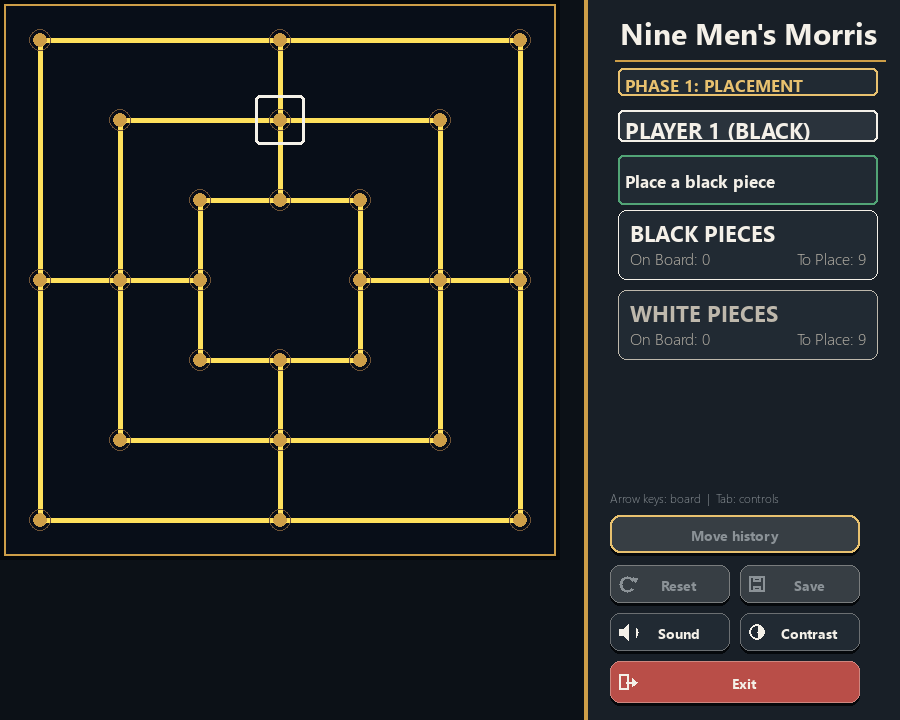 Nine Men's Morris
PHASE 1: PLACEMENT
PLAYER 1 (BLACK)
Place a black piece
BLACK PIECES
On Board: 0 To Place: 9
WHITE PIECES
On Board: 0 To Place: 9
Arrow keys: board | Tab: controls
Move history
Reset Save
Sound Contrast
Exit